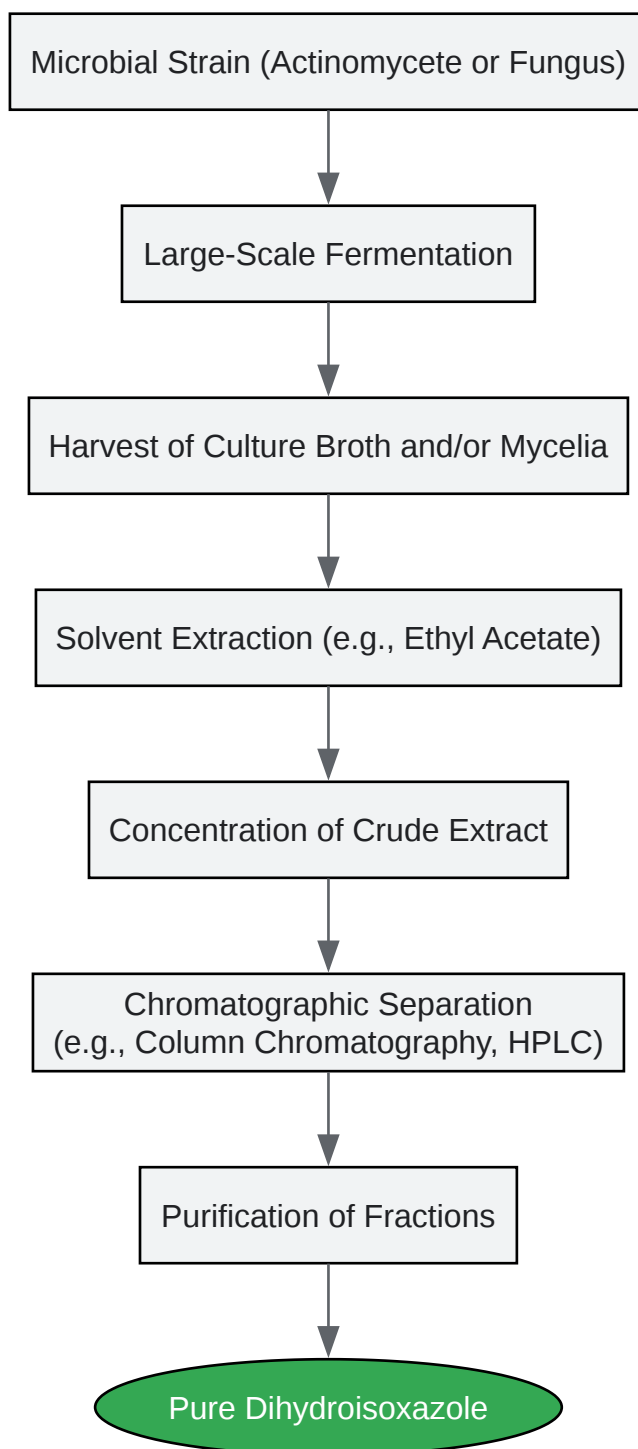 Microbial Strain (Actinomycete or Fungus)
Large-Scale Fermentation
Harvest of Culture Broth and/or Mycelia
Solvent Extraction (e.g., Ethyl Acetate)
Concentration of Crude Extract
Chromatographic Separation
(e.g., Column Chromatography, HPLC)
Purification of Fractions
Pure Dihydroisoxazole